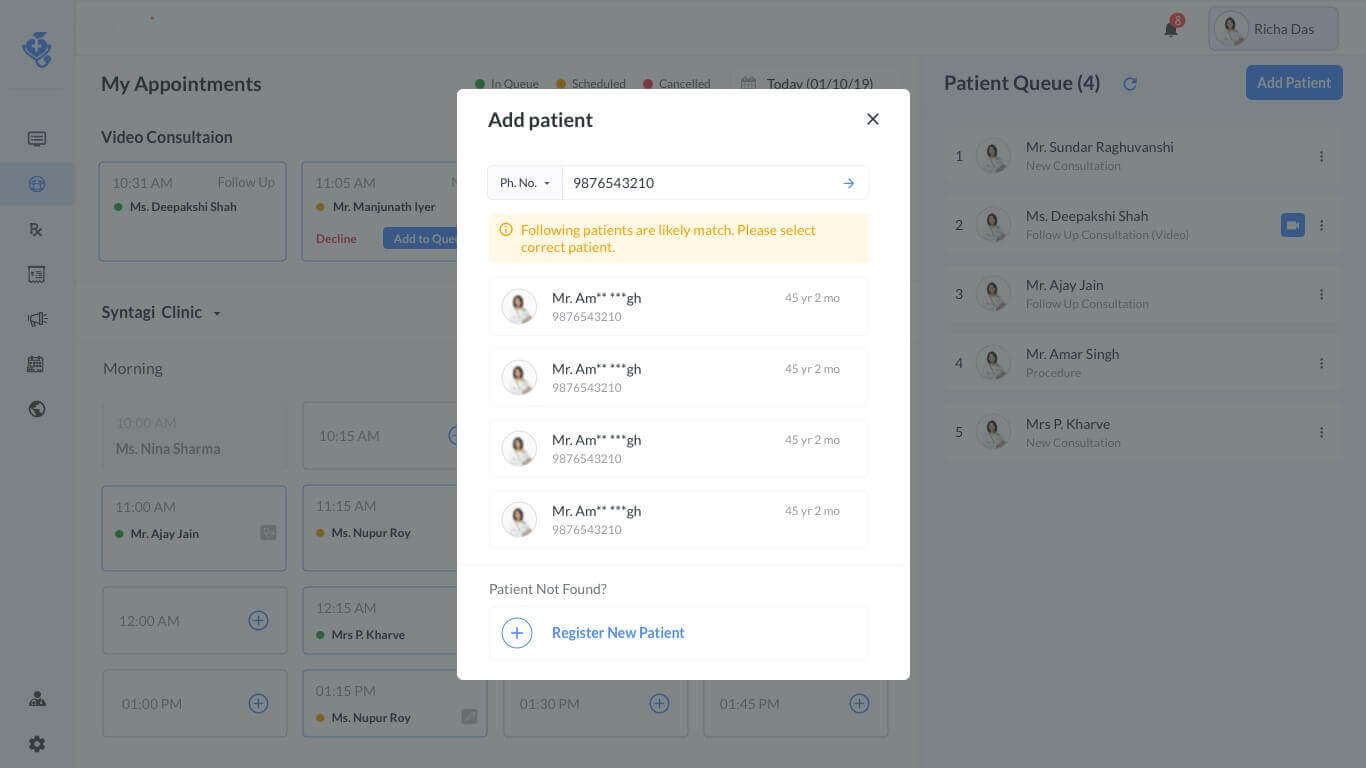 8
Richa Das
My Appointments
In Queue
Scheduled
Cancelled
Today (01/10/19)
Patient Queue (4)
Add Patient
Video Consultaion
10:31 AM
Follow Up
Ms. Deepakshi Shah
11:05 AM
Mr. Manjunath Iyer
Decline
Syntagi Clinic
Morning
10:00 AM
Ms. Nina Sharma
10:15 AM
11:00 AM
Mr. Ajay Jain
11:15 AM
Ms. Nupur Roy
12:00 AM
12:15 AM
Mrs P. Kharve
01:00 PM
01:15 PM
Ms. Nupur Roy
01:30 PM
01:45 PM
Add patient
Ph. No.
9876543210
Following patients are likely match. Please select
correct patient.
Mr. Am** ***gh
45 yr 2 mo
9876543210
Mr. Am** ***gh
45 yr 2 mo
9876543210
Mr. Am** ***gh
45 yr 2 mo
9876543210
Mr. Am** ***gh
45 yr 2 mo
9876543210
Patient Not Found?
Register New Patient
1
Mr. Sundar Raghuvanshi
New Consultation
2
Ms. Deepakshi Shah
Follow Up Consultation (Video)
3
Mr. Ajay Jain
Follow Up Consultation
4
Mr. Amar Singh
Procedure
5
Mrs P. Kharve
New Consultation
Rx
Add to